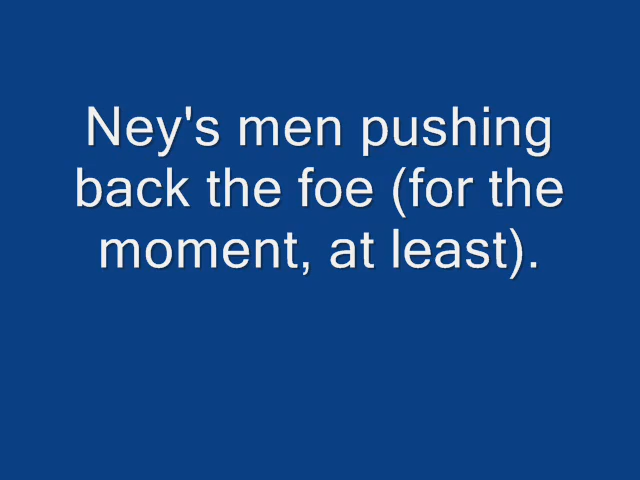 Ney's men pushing
back the foe (for the
moment, at least).